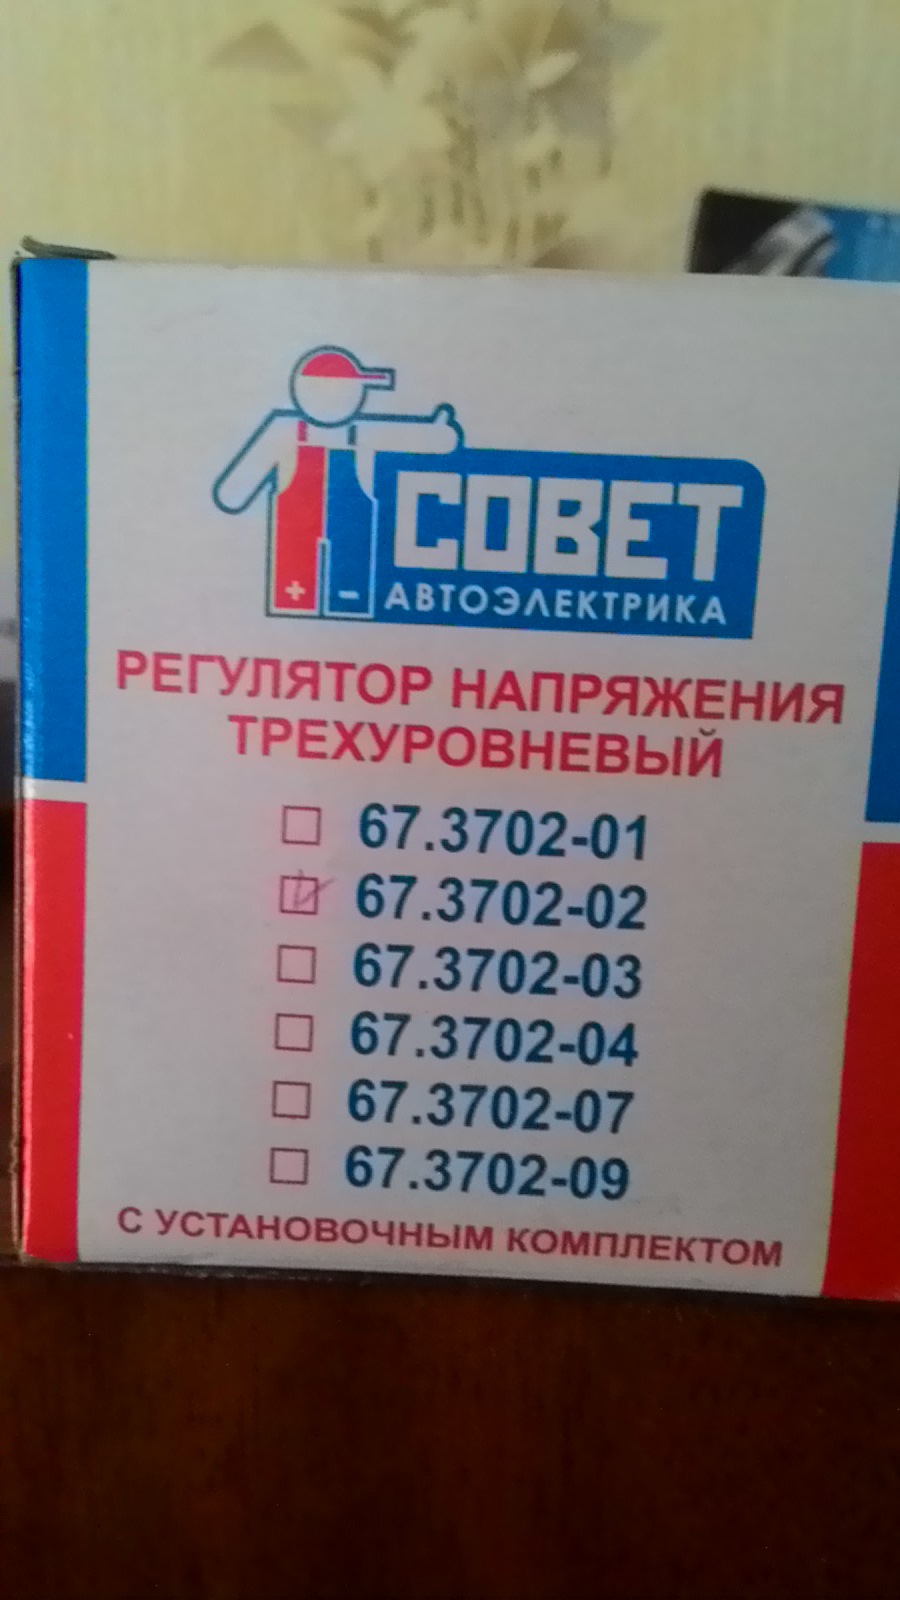 СОВЕТ
АВТОЭЛЕКТРИКА
РЕГУЛЯТОР НАПРЯЖЕНИЯ
ТРЕХУРОВНЕВЫЙ
67.3702-01
67.3702-02
67.3702-03
67.3702-04
67.3702-07
67.3702-09
С УСТАНОВОЧНЫМ КОМПЛЕКТОМ